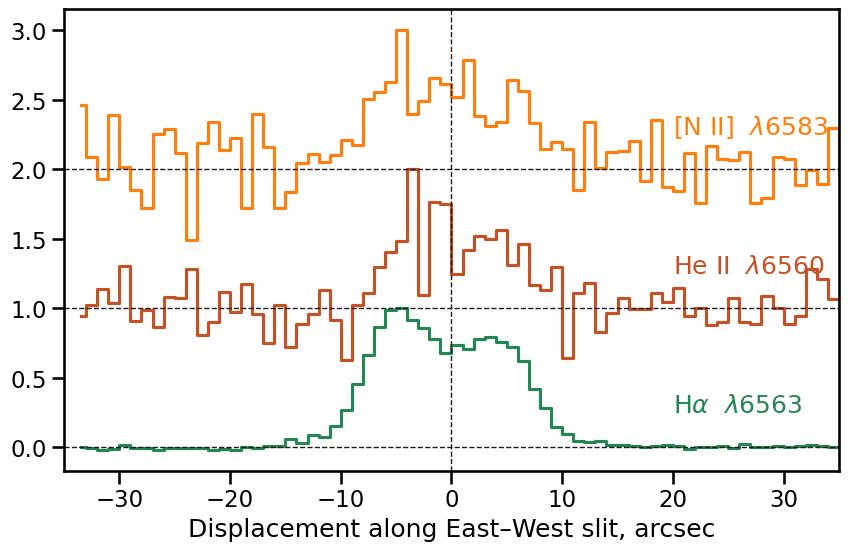 3.0
2.5
[N II] λ6583
2.0
1.5
He II λ6560
1.0
0.5
Hα λ6563
0.0
−30 −20 −10 0 10 20 30
Displacement along East–West slit, arcsec